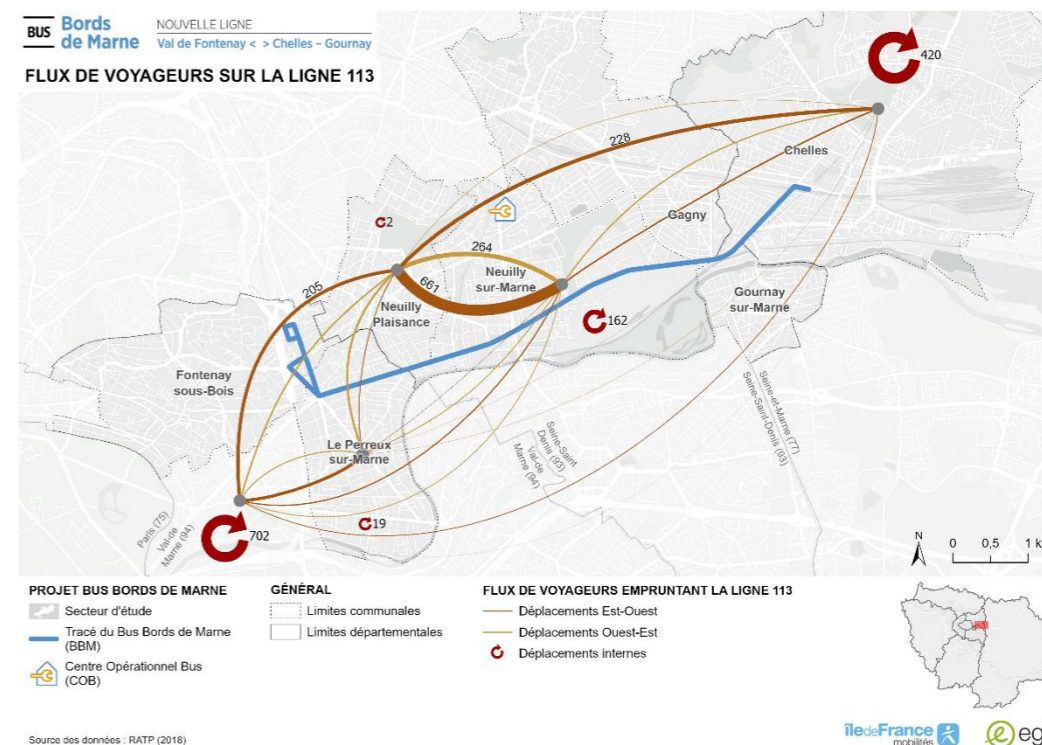 BUS Bords de Marne
NOUVELLE LIGNE
Val de Fontenay < > Chelles – Gournay
FLUX DE VOYAGEURS SUR LA LIGNE 113
420
228
Chelles
Gagny
2
264
Neuilly
sur-Marne
661
205
Neuilly
Plaisance
Gournay
sur-Marne
162
Fontenay
sous-Bois
Le Perreux
sur-Marne
Seine-et-Marne (77)
Seine-Saint-Denis (93)
Seine-Saint
Denis (93)
Val-de
Marne (94)
19
702
Paris (75)
Val-de
Marne (94)
N
0 0,5 1 k
PROJET BUS BORDS DE MARNE
Secteur d'étude
Tracé du Bus Bords de Marne
(BBM)
Centre Opérationnel Bus
(COB)
GÉNÉRAL
Limites communales
Limites départementales
FLUX DE VOYAGEURS EMPRUNTANT LA LIGNE 113
Déplacements Est-Ouest
Déplacements Ouest-Est
Déplacements internes
Source des données : RATP (2018)
îledeFrance
mobilités
eg